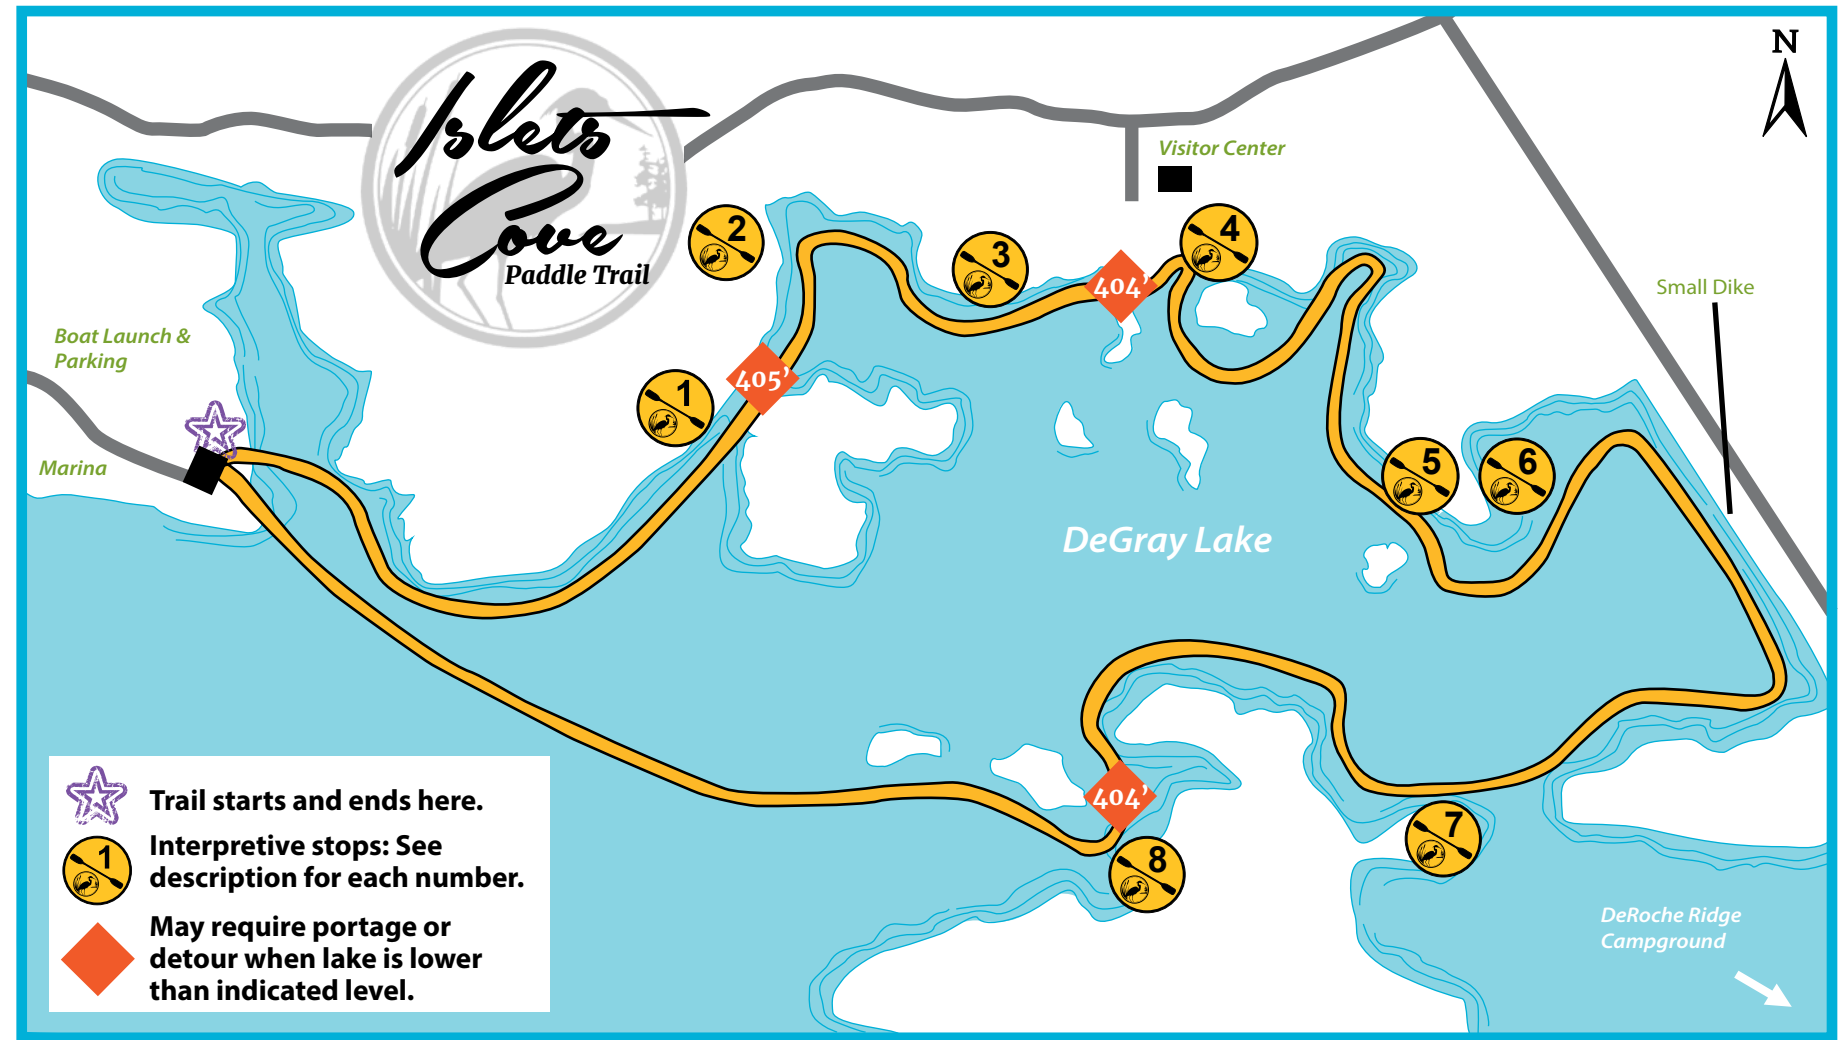 Islets
Cove
Paddle Trail
N
Visitor Center
Small Dike
Boat Launch &
Parking
Marina
1
2
3
4
5
6
7
8
405'
404'
404'
DeGray Lake
DeRoche Ridge
Campground
Trail starts and ends here.
1
Interpretive stops: See
description for each number.
May require portage or
detour when lake is lower
than indicated level.